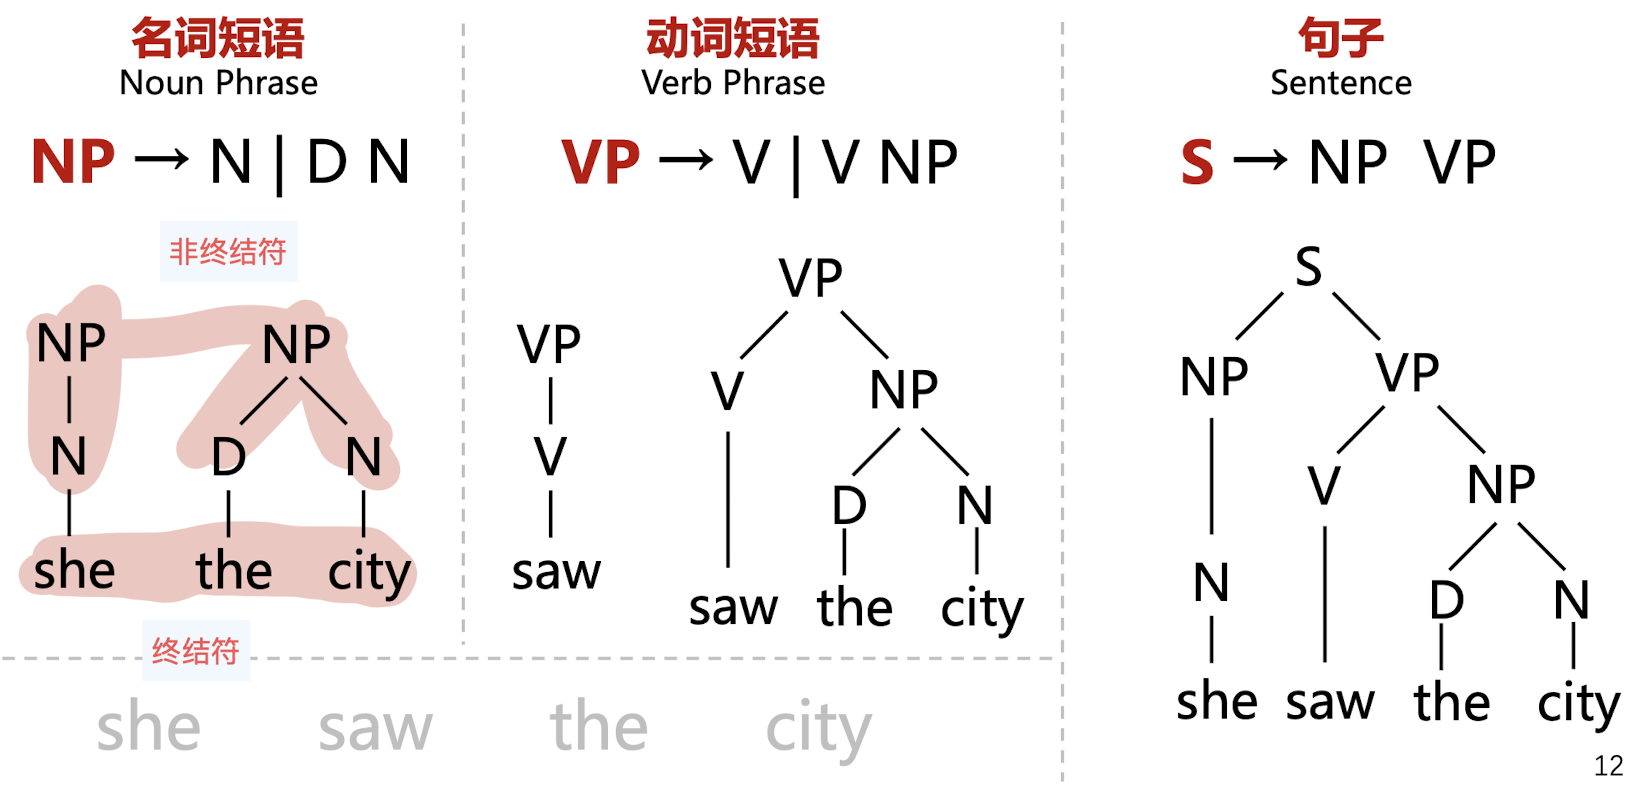 名词短语
Noun Phrase
NP → N | D N
非终结符
NP NP
N D N
she the city
终结符
动词短语
Verb Phrase
VP → V | V NP
VP
VP
V NP
V D N
saw
saw the city
she saw the city
句子
Sentence
S → NP VP
S
NP VP
V NP
N D N
she saw the city
12